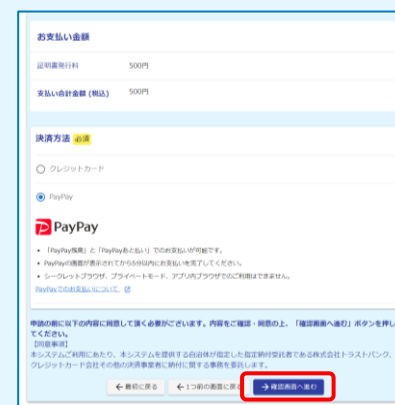 お支払い金額
証明書発行料 500円
支払い合計金額 (税込) 500円
決済方法 必須
クレジットカード
PayPay
PayPay
• 「PayPay残高」と「PayPayあと払い」でのお支払いが可能です。
• PayPayの画面が表示されてから5分以内にお支払いを完了してください。
• シークレットブラウザ、プライベートモード、アプリ内ブラウザでのご利用はできません。
PayPayでのお支払いについて
申請の前に以下の内容に同意して頂く必要がございます。内容をご確認・同意の上、「確認画面へ進む」ボタンを押し
てください。
【同意事項】
本システムご利用にあたり、本システムを提供する自治体が指定した指定納付受託者である株式会社トラストバンク、
クレジットカード会社その他の決済事業者に納付に関する事務を委託します。
← 最初に戻る ← 1つ前の画面に戻る → 確認画面へ進む